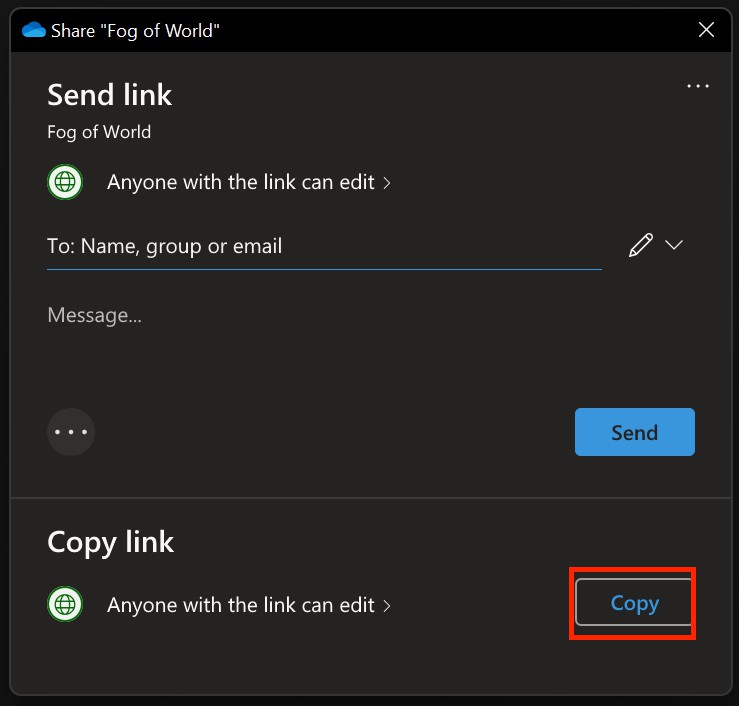 Share "Fog of World"
Send link
Fog of World
Anyone with the link can edit
To: Name, group or email
Message...
Send
Copy link
Anyone with the link can edit
Copy